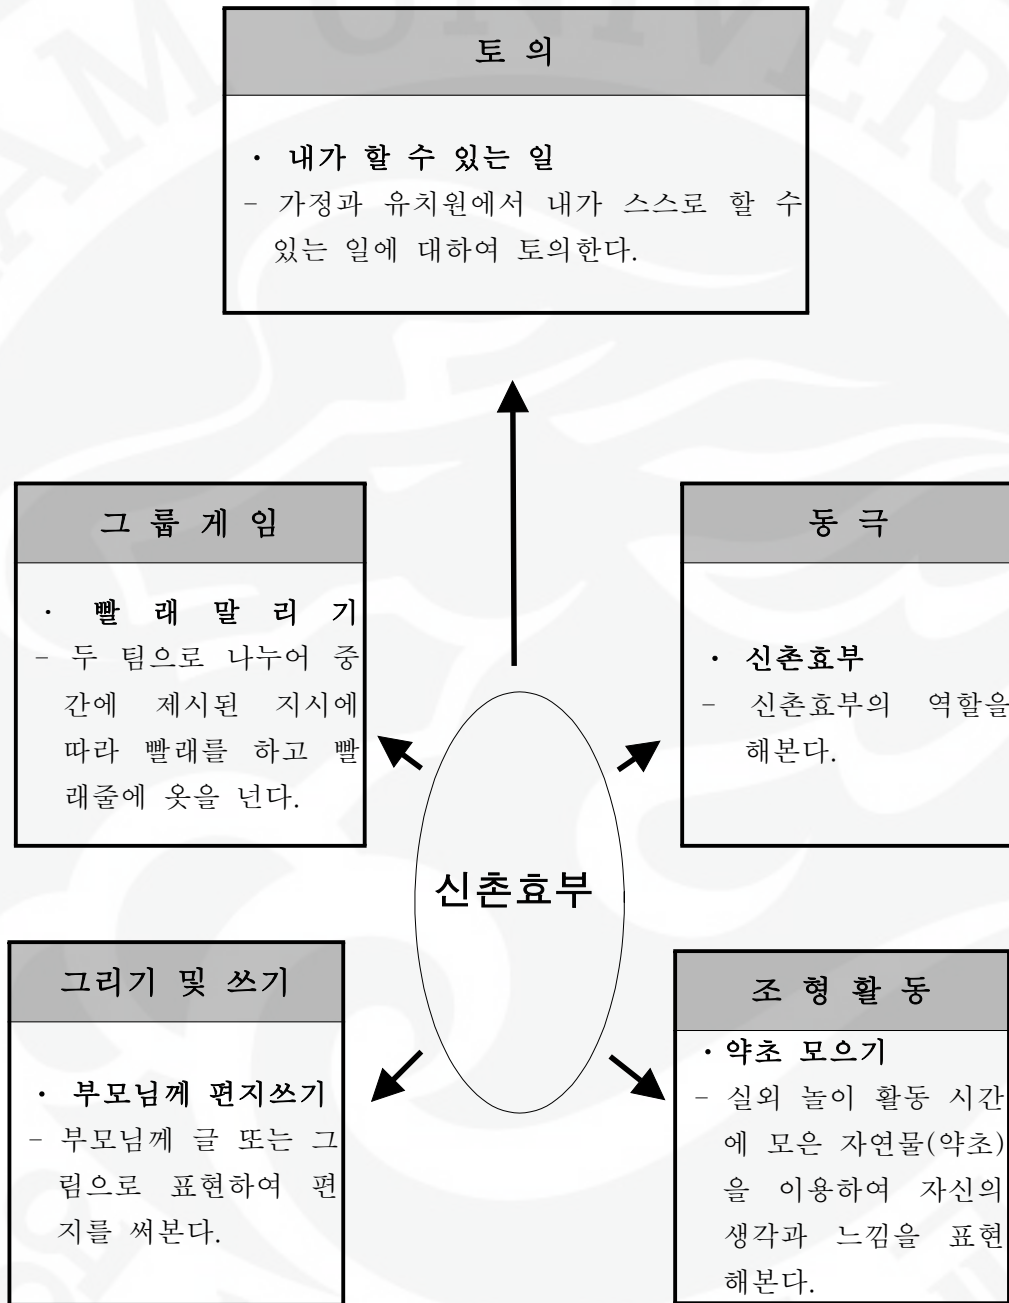 토 의
· 내가 할 수 있는 일
- 가정과 유치원에서 내가 스스로 할 수
있는 일에 대하여 토의한다.
그 룹 게 임
· 빨 래 말 리 기
- 두 팀으로 나누어 중
간에 제시된 지시에
따라 빨래를 하고 빨
래줄에 옷을 넌다.
동 극
· 신촌효부
- 신촌효부의 역할을
해본다.
신촌효부
그리기 및 쓰기
· 부모님께 편지쓰기
- 부모님께 글 또는 그
림으로 표현하여 편
지를 써본다.
조 형 활 동
· 약초 모으기
- 실외 놀이 활동 시간
에 모은 자연물(약초)
을 이용하여 자신의
생각과 느낌을 표현
해본다.